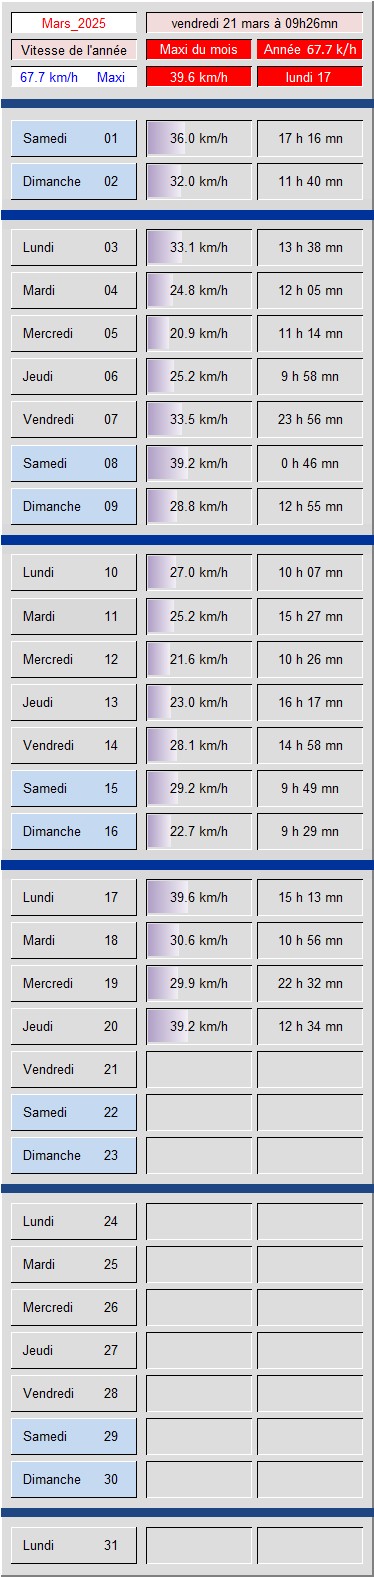 Mars_2025 vendredi 21 mars à 09h26mn
Vitesse de l'année Maxi du mois Année 67.7 k/h
67.7 km/h Maxi 39.6 km/h lundi 17
Samedi 01 36.0 km/h 17 h 16 mn
Dimanche 02 32.0 km/h 11 h 40 mn
Lundi 03 33.1 km/h 13 h 38 mn
Mardi 04 24.8 km/h 12 h 05 mn
Mercredi 05 20.9 km/h 11 h 14 mn
Jeudi 06 25.2 km/h 9 h 58 mn
Vendredi 07 33.5 km/h 23 h 56 mn
Samedi 08 39.2 km/h 0 h 46 mn
Dimanche 09 28.8 km/h 12 h 55 mn
Lundi 10 27.0 km/h 10 h 07 mn
Mardi 11 25.2 km/h 15 h 27 mn
Mercredi 12 21.6 km/h 10 h 26 mn
Jeudi 13 23.0 km/h 16 h 17 mn
Vendredi 14 28.1 km/h 14 h 58 mn
Samedi 15 29.2 km/h 9 h 49 mn
Dimanche 16 22.7 km/h 9 h 29 mn
Lundi 17 39.6 km/h 15 h 13 mn
Mardi 18 30.6 km/h 10 h 56 mn
Mercredi 19 29.9 km/h 22 h 32 mn
Jeudi 20 39.2 km/h 12 h 34 mn
Vendredi 21
Samedi 22
Dimanche 23
Lundi 24
Mardi 25
Mercredi 26
Jeudi 27
Vendredi 28
Samedi 29
Dimanche 30
Lundi 31